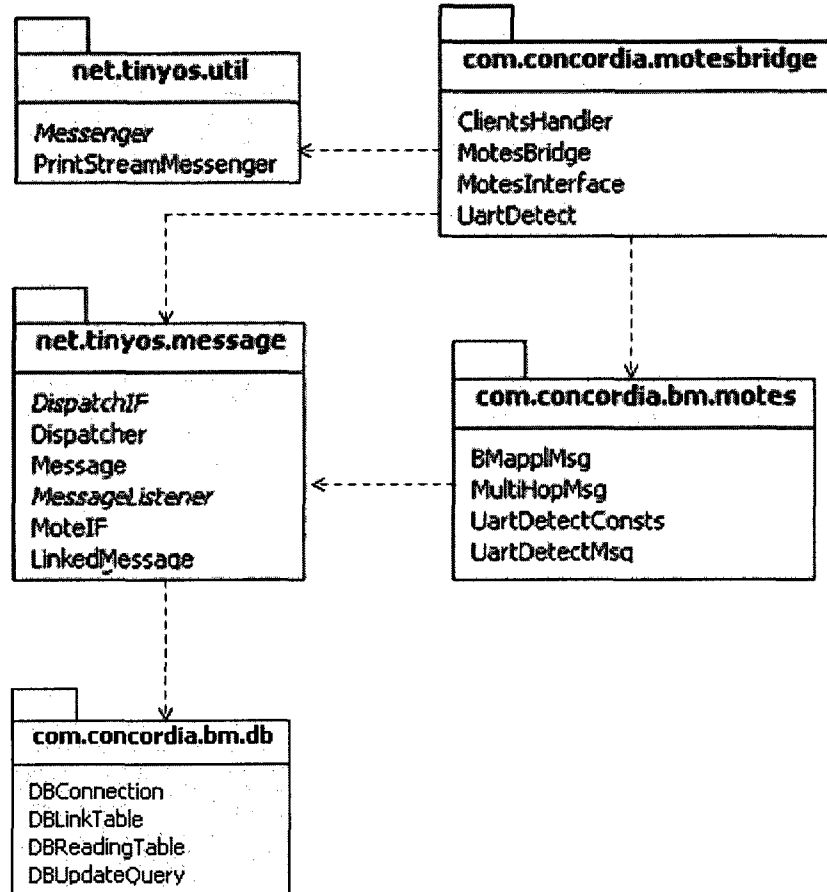 net.tinyos.util
Messenger
PrintStreamMessenger
com.concordia.motesbridge
ClientsHandler
MotesBridge
MotesInterface
UartDetect
net.tinyos.message
DispatchIF
Dispatcher
Message
MessageListener
MoteIF
LinkedMessage
com.concordia.bm.motes
BMapplMsg
MultiHopMsg
UartDetectConsts
UartDetectMsg
com.concordia.bm.db
DBConnection
DBLinkTable
DBReadingTable
DBUpdateQuery